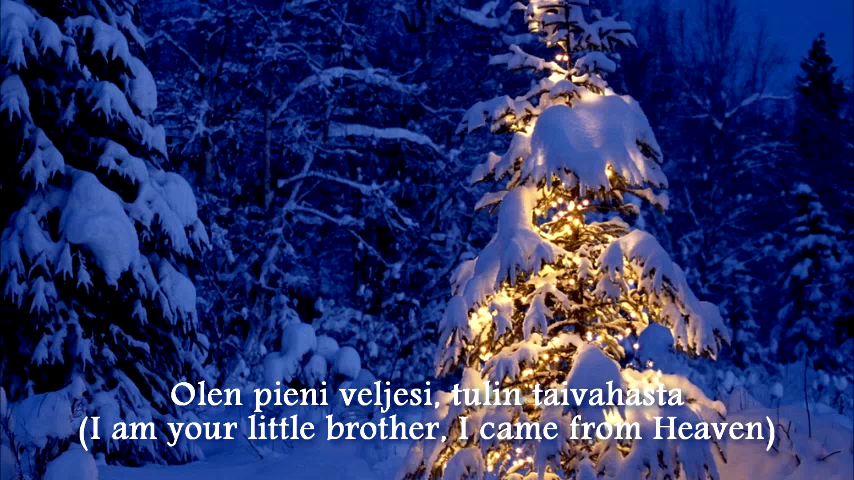 Olen pieni veljesi, tulin taivahasta
(I am your little brother, I came from Heaven)